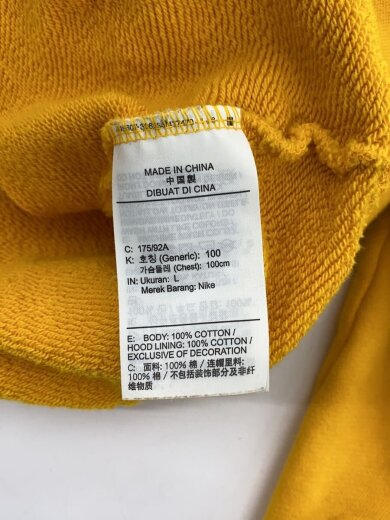 MADE IN CHINA
中国製
DIBUAT DI CINA
C: 175/92A
K: 호칭 (Generic): 100
가슴둘레 (Chest): 100cm
IN: Ukuran: L
Merek Barang: Nike
E: BODY: 100% COTTON /
HOOD LINING: 100% COTTON /
EXCLUSIVE OF DECORATION
C: 面料: 100% 棉 / 连帽里料:
100% 棉 / 不包括装饰部分及非纤
维物质